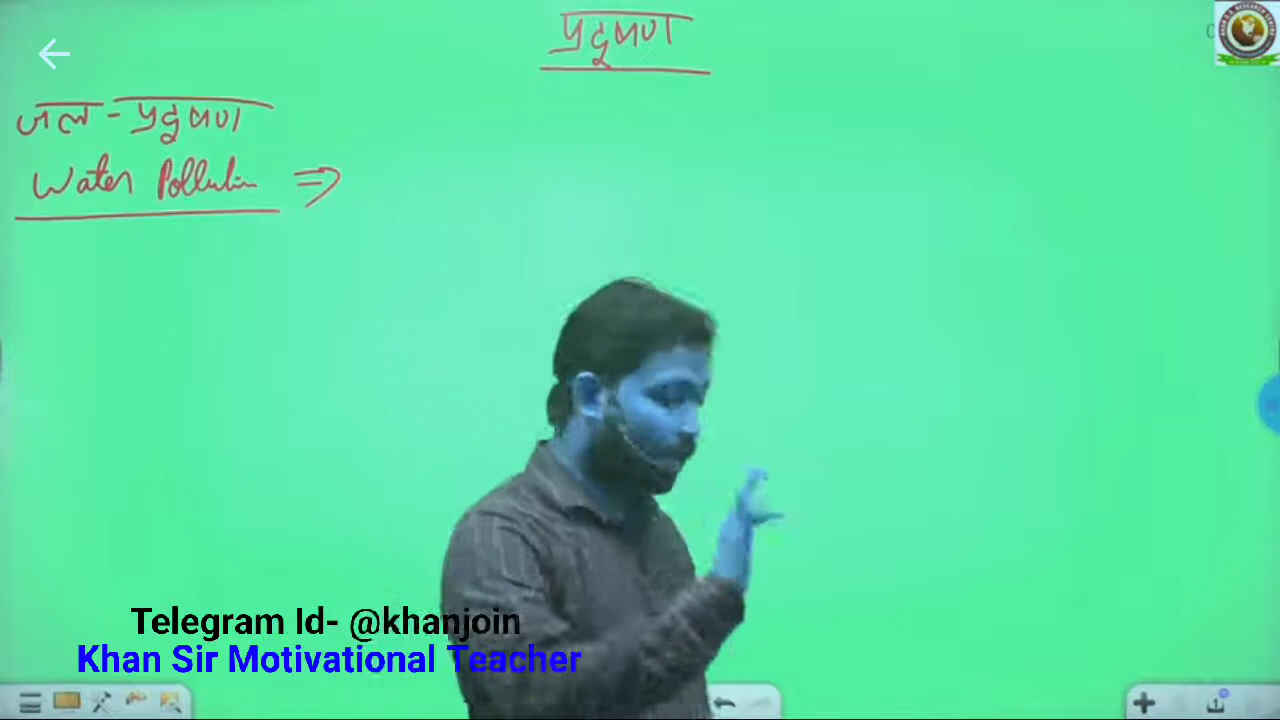 प्रदूषण
जल - प्रदूषण
Water Pollution ⇒
Telegram Id- @khanjoin
Khan Sir Motivational Teacher